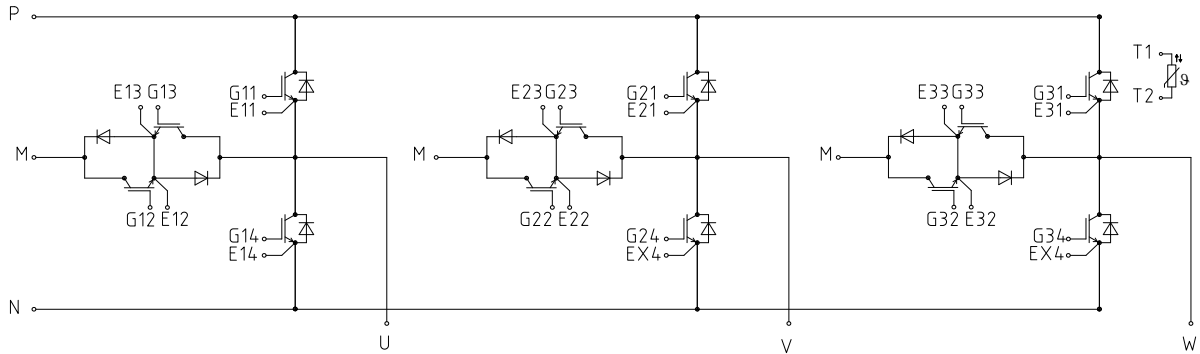 P
T1
T2
ϑ
E13 G13
G11
E11
E23 G23
G21
E21
E33 G33
G31
E31
M
M
M
G12 E12
G14
E14
G22 E22
G24
EX4
G32 E32
G34
EX4
N
U
V
W